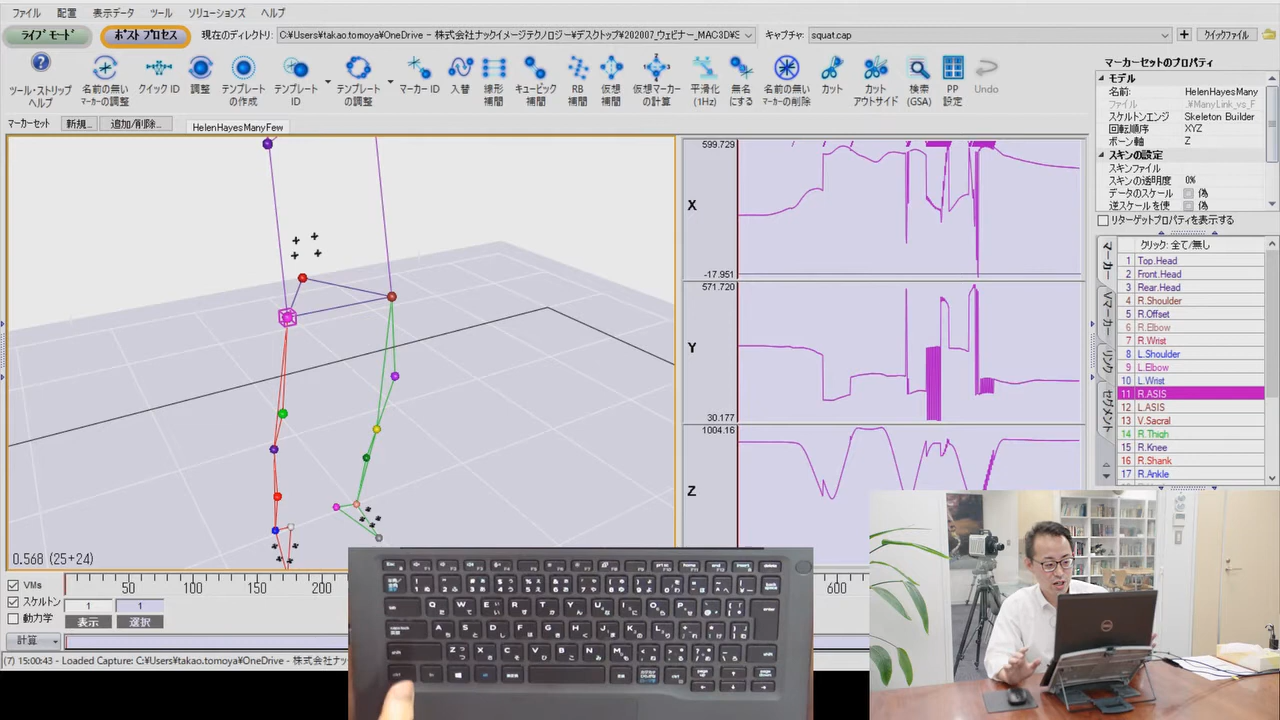 ファイル 配置 表示データ ツール ソリューションズ ヘルプ
ライブ モード ポスト プロセス 現在のディレクトリ: C:¥Users¥takao.tomoya¥OneDrive - 株式会社ナックイメージテクノロジー¥デスクトップ¥202007_ウェビナー_MAC3D¥S キャプチャ: squat.cap クイックファイル
ツール・ストリップ ヘルプ
名前の無い マーカーの調整
クイック ID
調整
テンプレート の作成
テンプレート ID
テンプレート の調整
マーカー ID
入替
線形 補間
キュービック 補間
RB 補間
仮想 補間
仮想マーカー の計算
平滑化 (1Hz)
無名 にする
名前の無い マーカーの削除
カット
カット アウトサイド
検索 (GSA)
PP 設定
Undo
マーカーセット 新規... 追加/削除... HelenHayesManyFew
599.729
X
-17.951
571.720
Y
30.177
1004.16
Z
0.568 (25+24)
マーカーセットのプロパティ
モデル
名前: HelenHayesMany
ファイル .¥ManyLink_vs_F
スケルトンエンジ Skeleton Builder
回転順序 XYZ
ボーン軸 Z
スキンの設定
スキンファイル
スキンの透明度 0%
データのスケール 偽
逆スケールを使 偽
リターゲットプロパティを表示する
マーカー
Vマーカー
リンク
セグメント
クリック: 全て/無し
1 Top.Head
2 Front.Head
3 Rear.Head
4 R.Shoulder
5 R.Offset
6 R.Elbow
7 R.Wrist
8 L.Shoulder
9 L.Elbow
10 L.Wrist
11 R.ASIS
12 L.ASIS
13 V.Sacral
14 R.Thigh
15 R.Knee
16 R.Shank
17 R.Ankle
VMs
スケルトン
動力学
1 50 100 150 200 600
1 1
表示 選択
計算
(7) 15:00:43 - Loaded Capture: C:¥Users¥takao.tomoya¥OneDrive - 株式会社ナッ
Q W E R T Y U I O P
A S D F G H J K L
Z X C V B N M
DELL